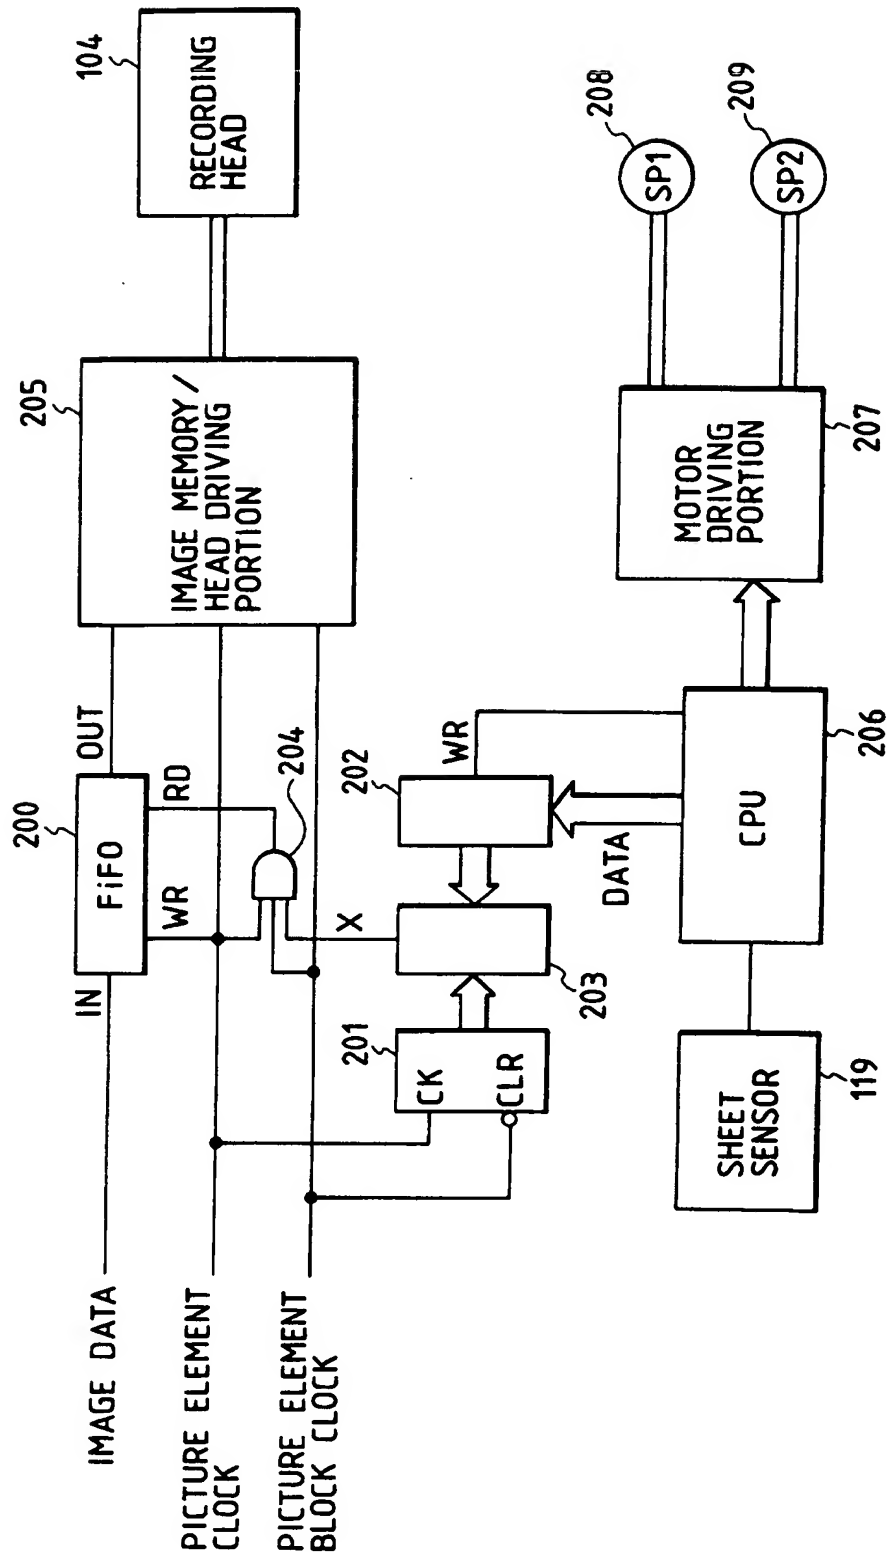 IMAGE DATA
PICTURE ELEMENT
CLOCK
PICTURE ELEMENT
BLOCK CLOCK
IN
200
FiFO
OUT
WR
RD
204
205
IMAGE MEMORY/
HEAD DRIVING
PORTION
104
RECORDING
HEAD
201
CK
CLR
X
203
202
WR
DATA
SHEET
SENSOR
119
CPU
206
MOTOR
DRIVING
PORTION
207
SP1
208
SP2
209